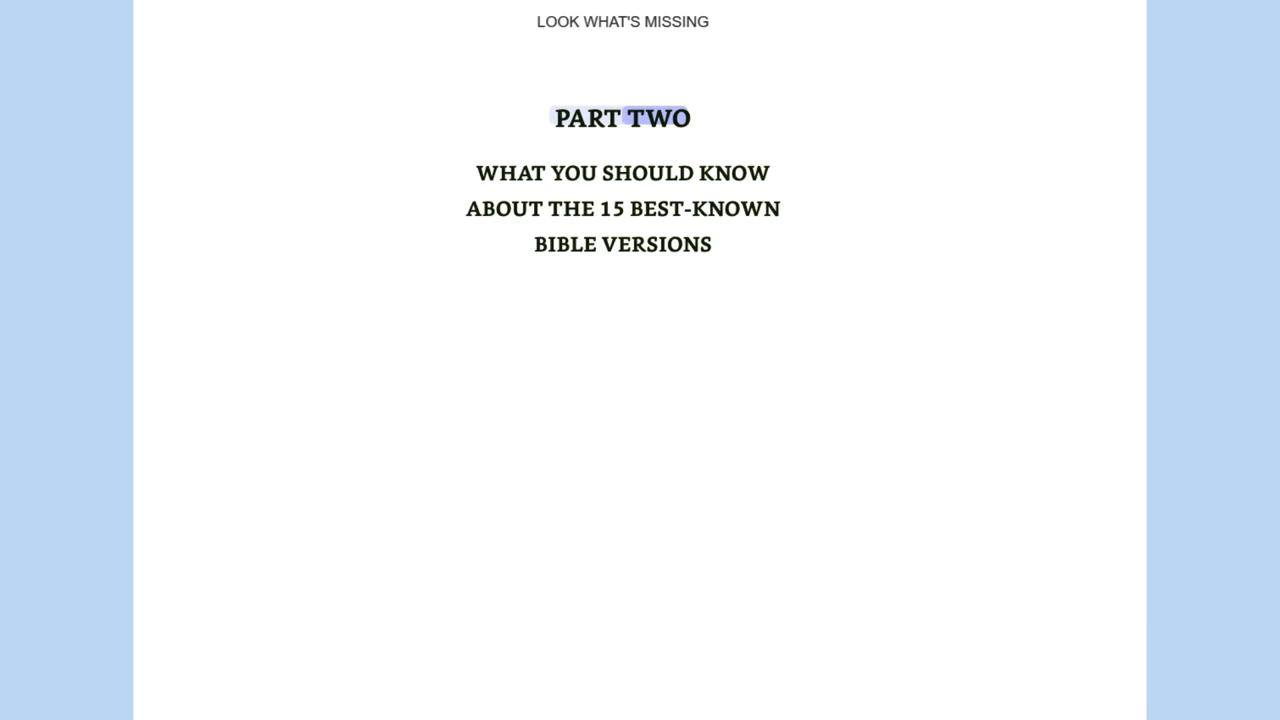 LOOK WHAT'S MISSING
PART TWO
WHAT YOU SHOULD KNOW
ABOUT THE 15 BEST-KNOWN
BIBLE VERSIONS